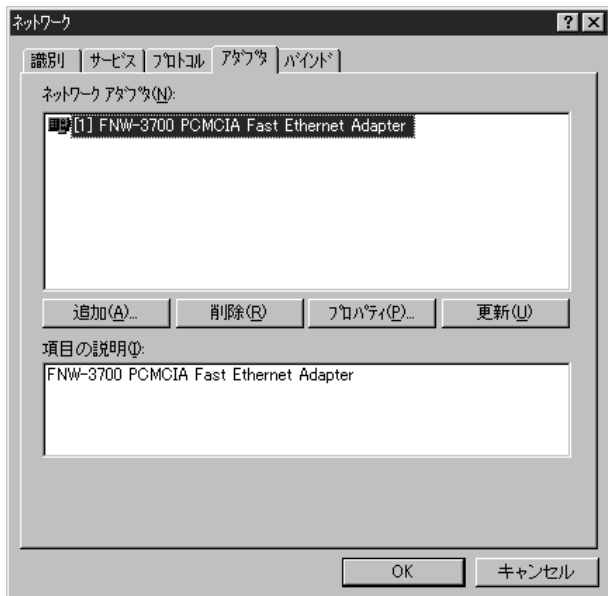 ﾈｯﾄﾜｰｸ
識別
ｻｰﾋﾞｽ
ﾌﾟﾛﾄｺﾙ
ｱﾀﾞﾌﾟﾀ
ﾊﾞｲﾝﾄﾞ
ﾈｯﾄﾜｰｸ ｱﾀﾞﾌﾟﾀ(N):
[1] FNW-3700 PCMCIA Fast Ethernet Adapter
追加(A)...
削除(R)
ﾌﾟﾛﾊﾟﾃｨ(P)...
更新(U)
項目の説明(I):
FNW-3700 PCMCIA Fast Ethernet Adapter
OK
キャンセル